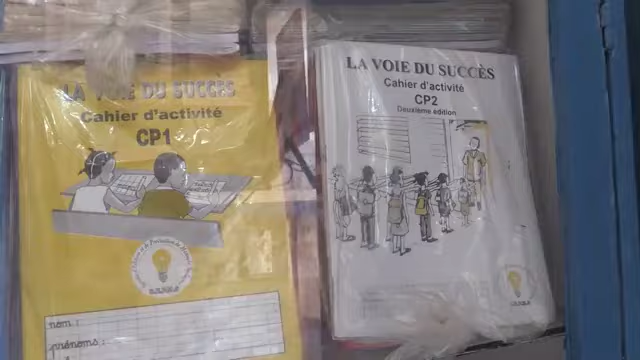 LA VOIE DU SUCCÈS
Cahier d'activité
CP1
nom :
prénoms :
LA VOIE DU SUCCÈS
Cahier d'activité
CP2
Deuxième édition